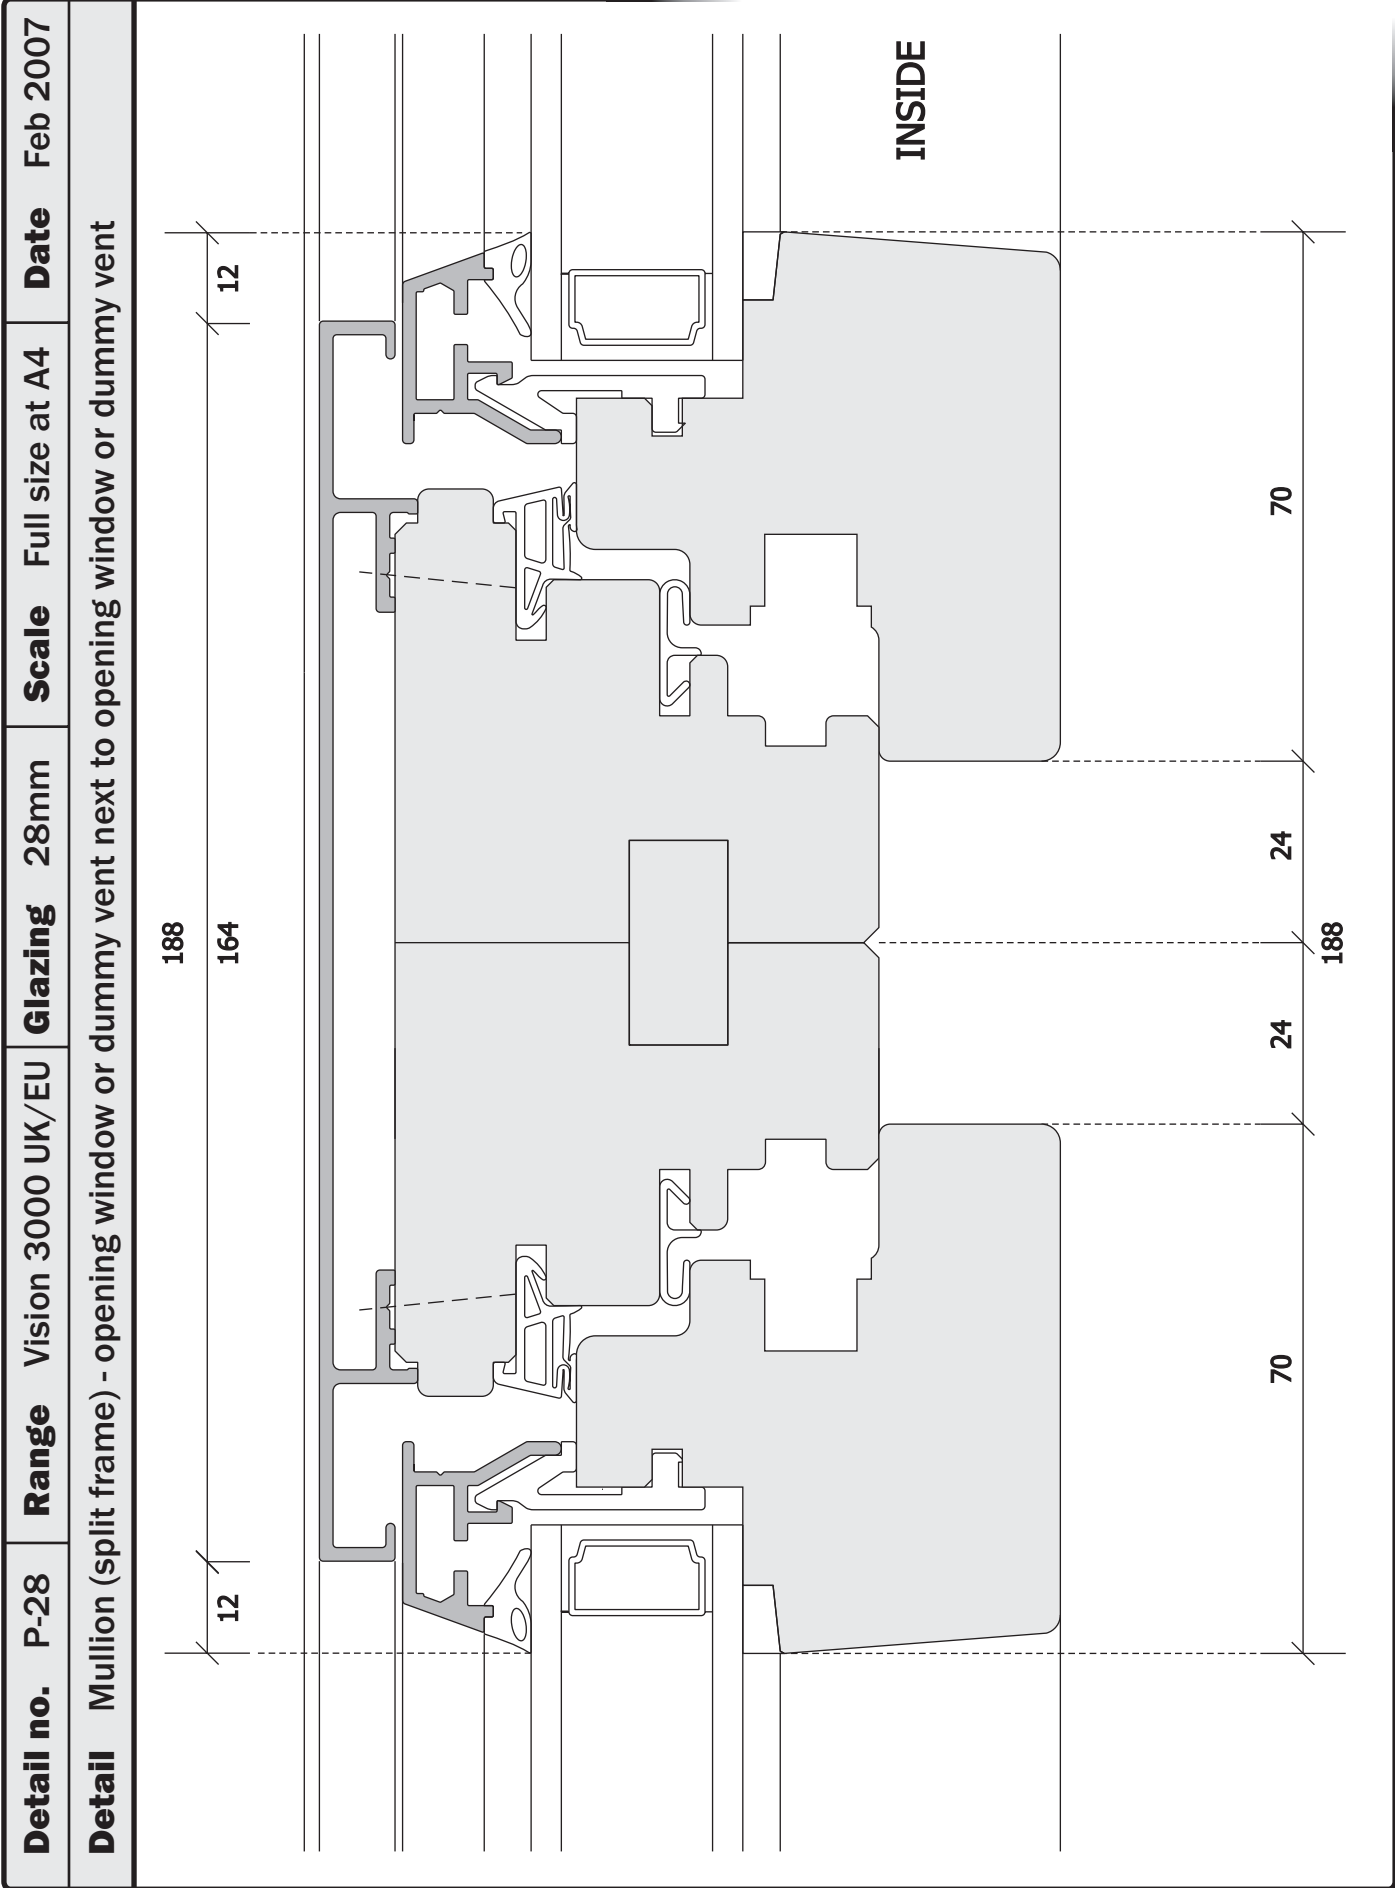 Detail no. P-28 Range Vision 3000 UK/EU Glazing 28mm Scale Full size at A4 Date Feb 2007
Detail Mullion (split frame) - opening window or dummy vent next to opening window or dummy vent
188
12 164 12
INSIDE
70 24 24 70
188